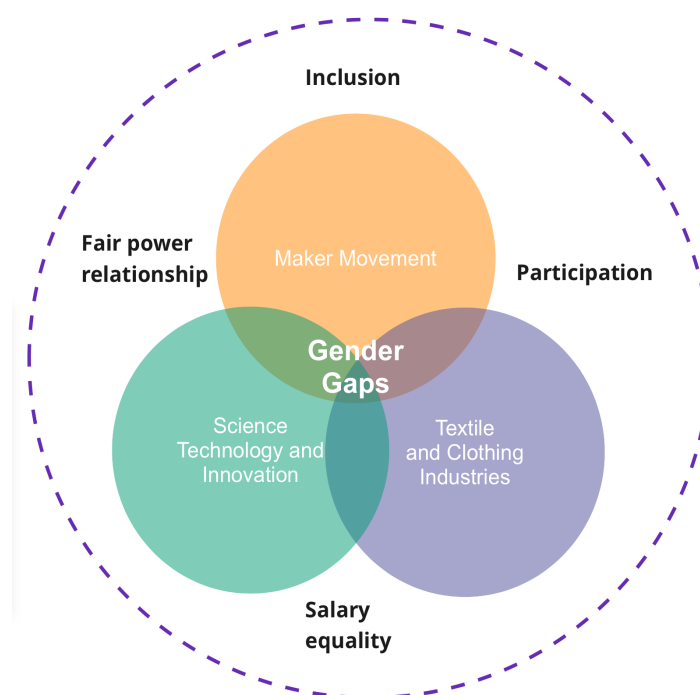 Inclusion
Fair power
relationship
Maker Movement
Participation
Gender
Gaps
Science
Technology and
Innovation
Textile
and Clothing
Industries
Salary
equality